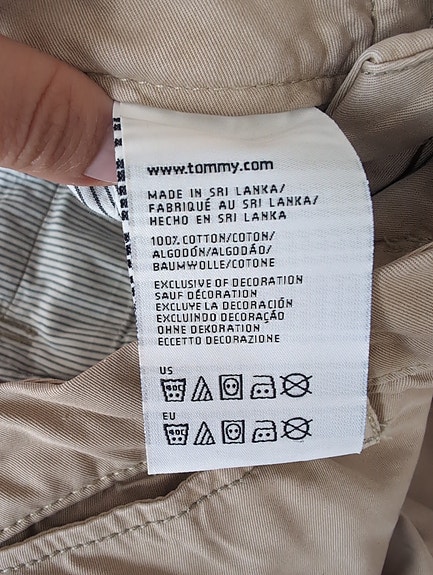 www.tommy.com
MADE IN SRI LANKA/
FABRIQUÉ AU SRI LANKA/
HECHO EN SRI LANKA
100% COTTON/COTON/
ALGODÓN/ALGODÃO/
BAUMWOLLE/COTONE
EXCLUSIVE OF DECORATION
SAUF DÉCORATION
EXCLUYE LA DECORACIÓN
EXCLUINDO DECORAÇÃO
OHNE DEKORATION
ECCETTO DECORAZIONE
US
EU